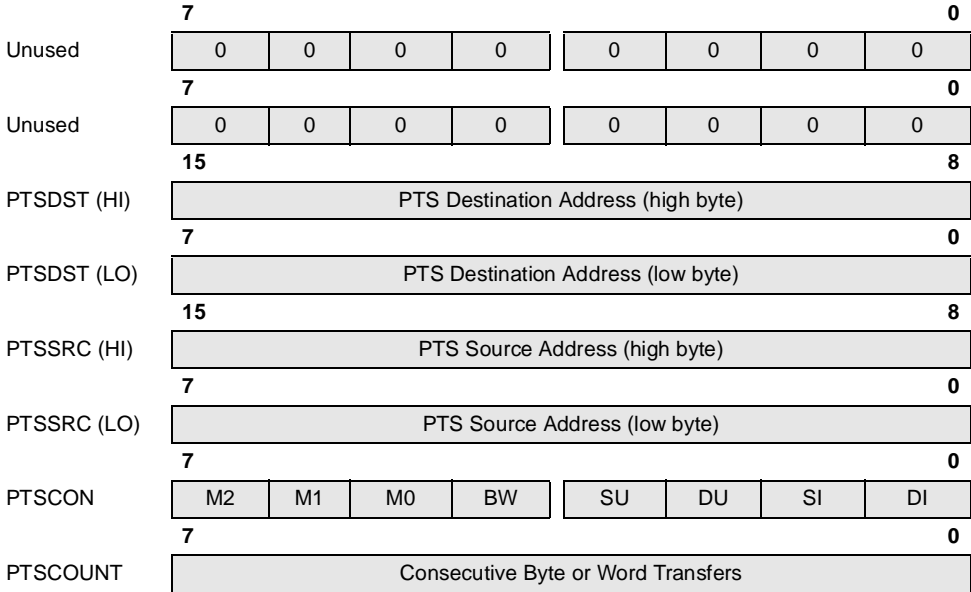 7 0
Unused 0 0 0 0 0 0 0 0
7 0
Unused 0 0 0 0 0 0 0 0
15 8
PTSDST (HI) PTS Destination Address (high byte)
7 0
PTSDST (LO) PTS Destination Address (low byte)
15 8
PTSSRC (HI) PTS Source Address (high byte)
7 0
PTSSRC (LO) PTS Source Address (low byte)
7 0
PTSCON M2 M1 M0 BW SU DU SI DI
7 0
PTSCOUNT Consecutive Byte or Word Transfers